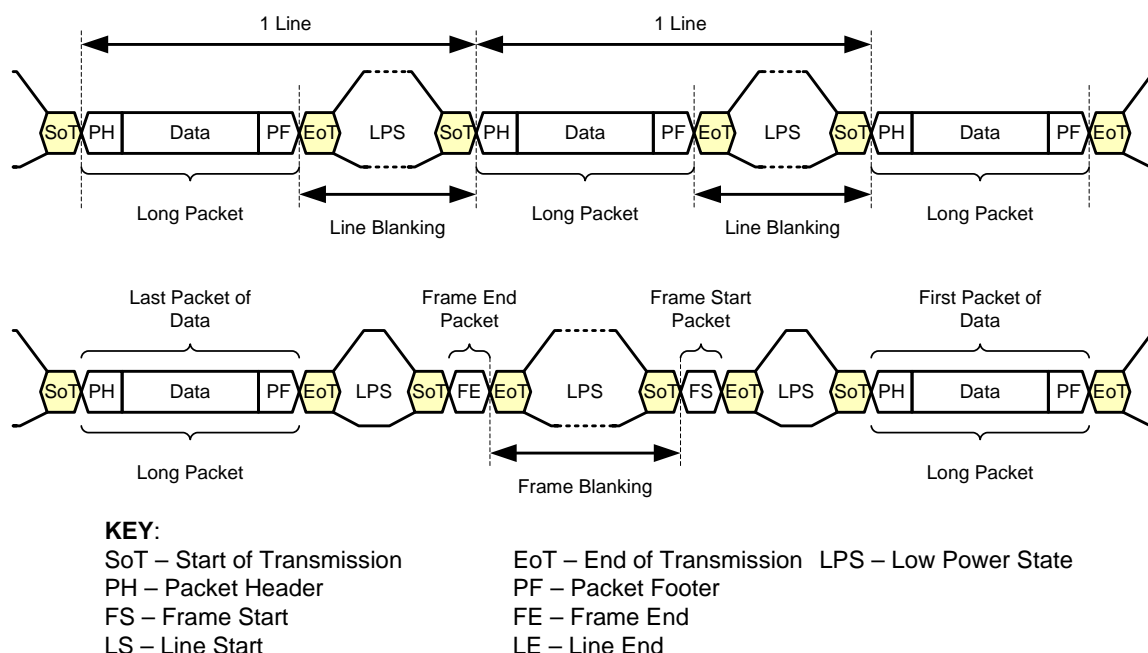 1 Line 1 Line
SoT PH Data PF EoT LPS SoT PH Data PF EoT LPS SoT PH Data PF EoT
Long Packet Line Blanking Long Packet Line Blanking Long Packet
Last Packet of Data Frame End Packet Frame Start Packet First Packet of Data
SoT PH Data PF EoT LPS SoT FE EoT LPS SoT FS EoT LPS SoT PH Data PF EoT
Long Packet Frame Blanking Long Packet
KEY:
SoT – Start of Transmission EoT – End of Transmission LPS – Low Power State
PH – Packet Header PF – Packet Footer
FS – Frame Start FE – Frame End
LS – Line Start LE – Line End